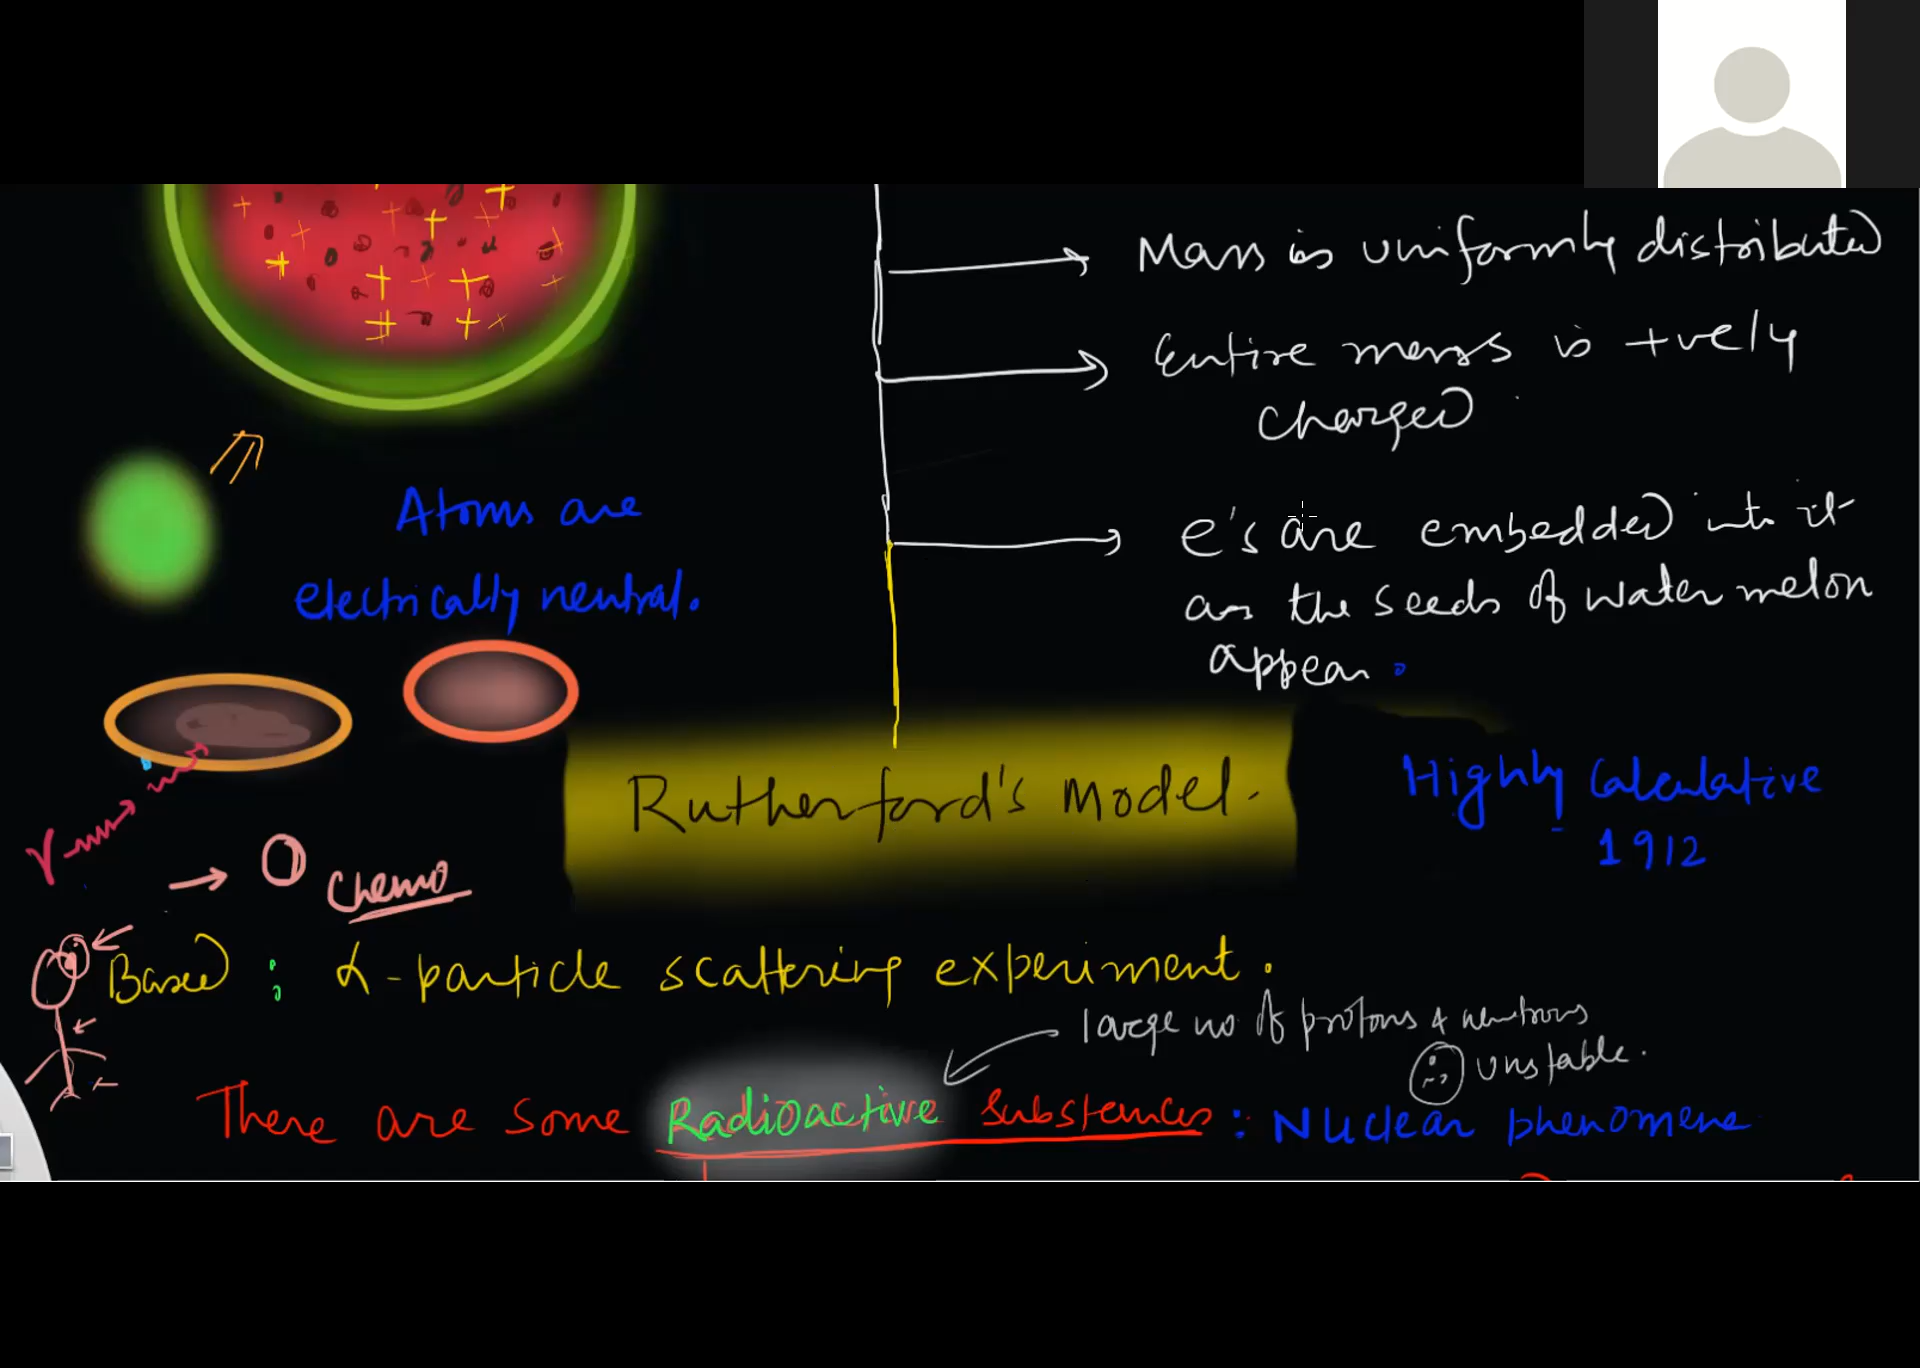 Mass is uniformly distributed
Entire mass is +vely
charged
Atoms are
electrically neutral.
e's are embedded into it
as the seeds of water melon
appear.
Rutherford's Model.
Highly Calculative
1912
γ
Chemo
Based : α-particle scattering experiment.
large no of protons & neutrons
unstable.
There are some Radioactive Substances : Nuclear phenomena